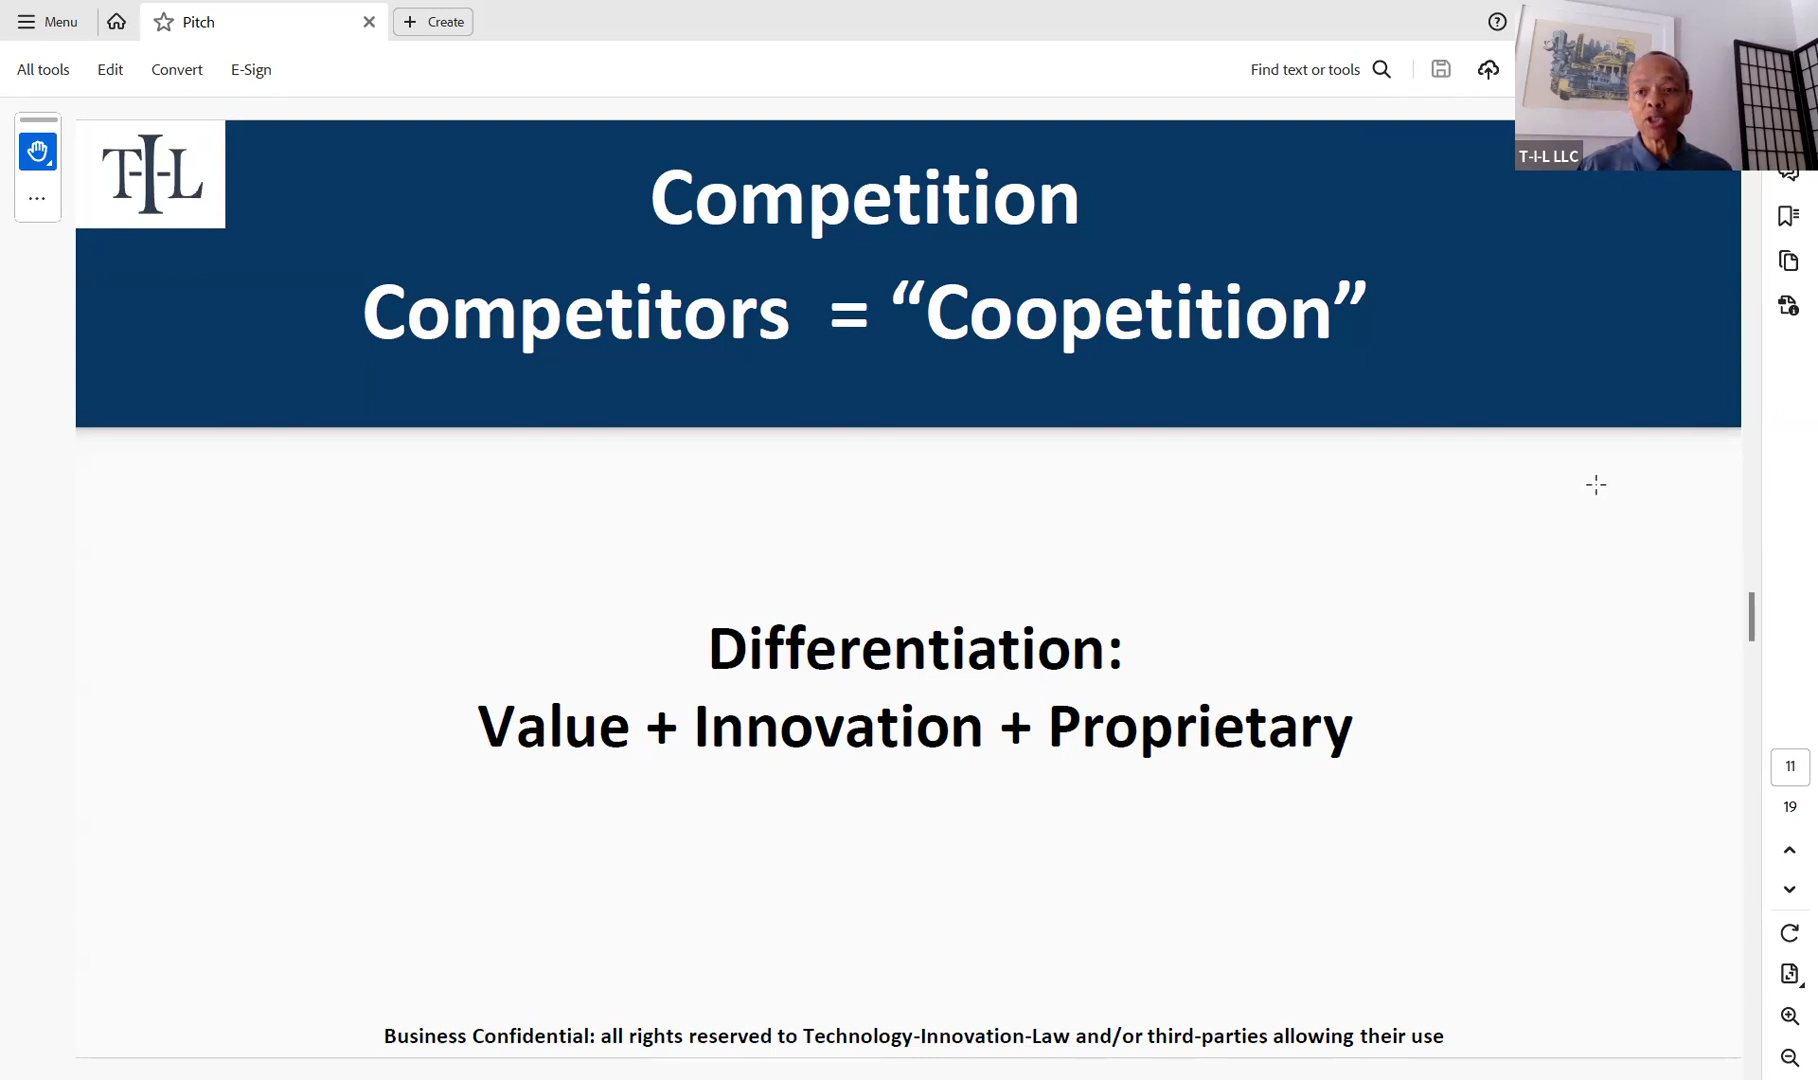 Menu
Pitch
Create
All tools
Edit
Convert
E-Sign
Find text or tools
T-I-L LLC
T-I-L
Competition
Competitors = “Coopetition”
Differentiation:
Value + Innovation + Proprietary
11
19
Business Confidential: all rights reserved to Technology-Innovation-Law and/or third-parties allowing their use